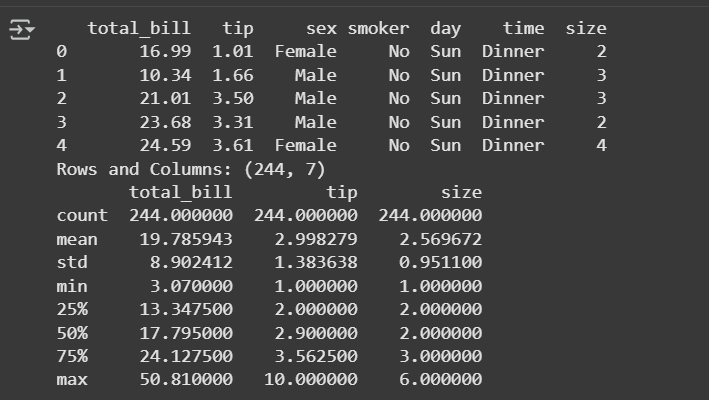 total_bill tip sex smoker day time size
0 16.99 1.01 Female No Sun Dinner 2
1 10.34 1.66 Male No Sun Dinner 3
2 21.01 3.50 Male No Sun Dinner 3
3 23.68 3.31 Male No Sun Dinner 2
4 24.59 3.61 Female No Sun Dinner 4
Rows and Columns: (244, 7)
total_bill tip size
count 244.000000 244.000000 244.000000
mean 19.785943 2.998279 2.569672
std 8.902412 1.383638 0.951100
min 3.070000 1.000000 1.000000
25% 13.347500 2.000000 2.000000
50% 17.795000 2.900000 2.000000
75% 24.127500 3.562500 3.000000
max 50.810000 10.000000 6.000000